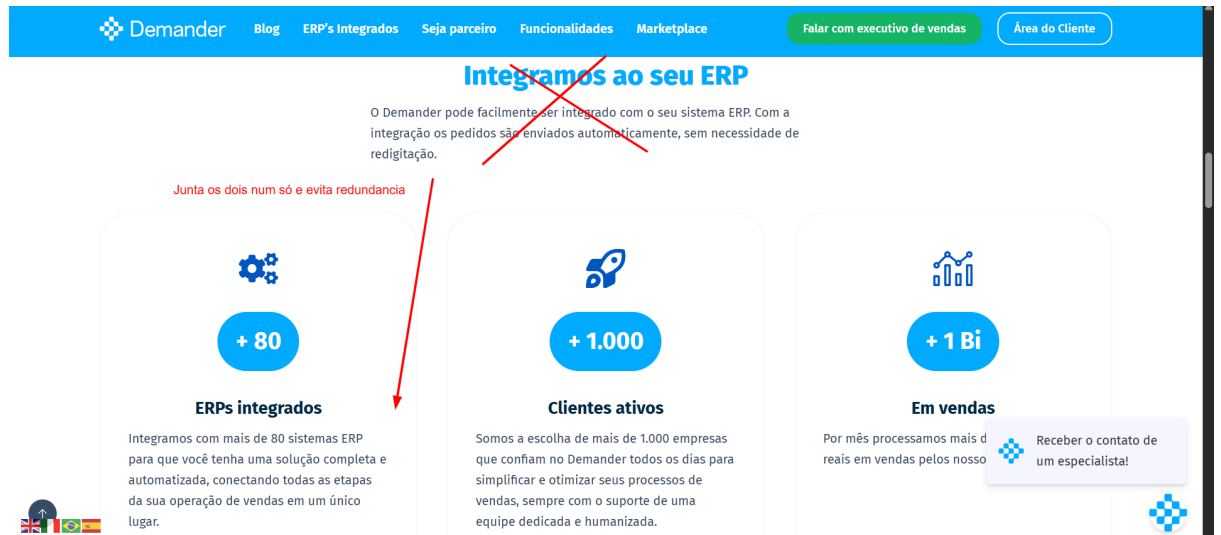 Demander
Blog
ERP's Integrados
Seja parceiro
Funcionalidades
Marketplace
Falar com executivo de vendas
Área do Cliente
Integramos ao seu ERP
O Demander pode facilmente ser integrado com o seu sistema ERP. Com a
integração os pedidos são enviados automaticamente, sem necessidade de
redigitação.
Junta os dois num só e evita redundancia
+ 80
ERPs integrados
Integramos com mais de 80 sistemas ERP
para que você tenha uma solução completa e
automatizada, conectando todas as etapas
da sua operação de vendas em um único
lugar.
+ 1.000
Clientes ativos
Somos a escolha de mais de 1.000 empresas
que confiam no Demander todos os dias para
simplificar e otimizar seus processos de
vendas, sempre com o suporte de uma
equipe dedicada e humanizada.
+ 1 Bi
Em vendas
Por mês processamos mais d
reais em vendas pelos nosso
Receber o contato de
um especialista!